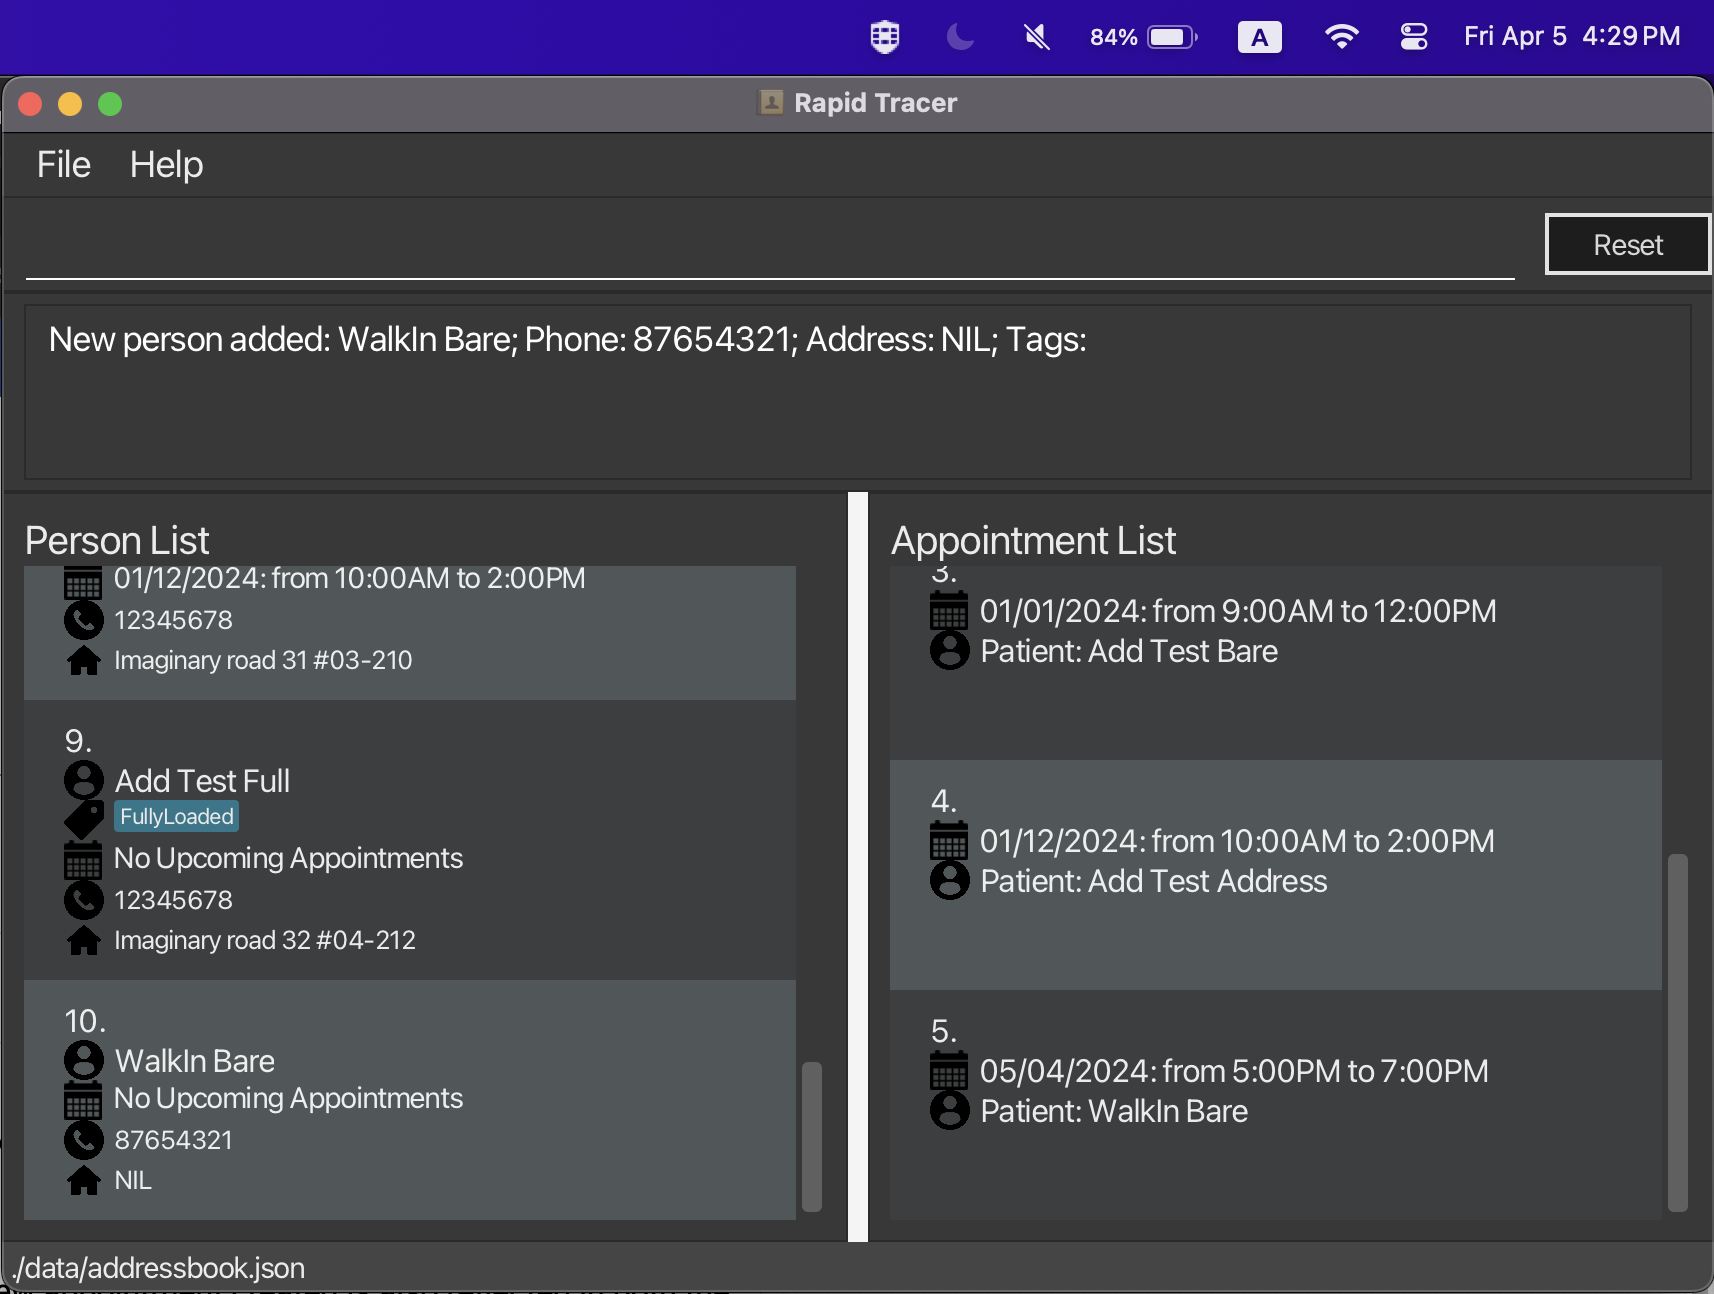 84%
A
Fri Apr 5 4:29 PM
Rapid Tracer
File Help
Reset
New person added: WalkIn Bare; Phone: 87654321; Address: NIL; Tags:
Person List
01/12/2024: from 10:00AM to 2:00PM
12345678
Imaginary road 31 #03-210
9.
Add Test Full
FullyLoaded
No Upcoming Appointments
12345678
Imaginary road 32 #04-212
10.
WalkIn Bare
No Upcoming Appointments
87654321
NIL
Appointment List
3.
01/01/2024: from 9:00AM to 12:00PM
Patient: Add Test Bare
4.
01/12/2024: from 10:00AM to 2:00PM
Patient: Add Test Address
5.
05/04/2024: from 5:00PM to 7:00PM
Patient: WalkIn Bare
./data/addressbook.json